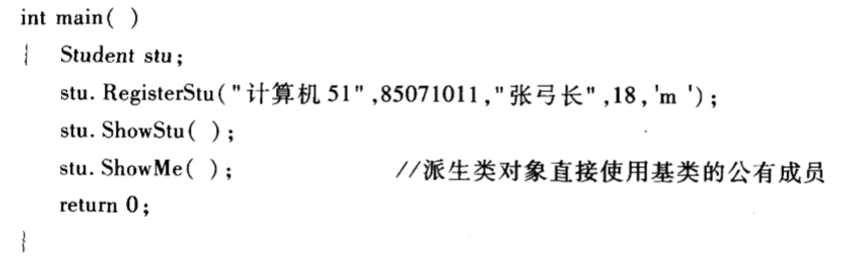 int main( )
{ Student stu;
stu. RegisterStu("计算机 51",85071011,"张弓长",18,'m ');
stu. ShowStu( );
stu. ShowMe( ); //派生类对象直接使用基类的公有成员
return 0;
}